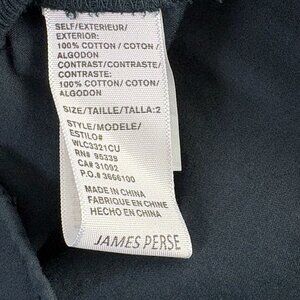 SELF/EXTERIEUR/
EXTERIOR:
100% COTTON / COTON /
ALGODON
CONTRAST/CONTRASTE/
CONTRASTE:
100% COTTON / COTON/
ALGODON
SIZE/TAILLE/TALLA:2
STYLE/MODELE/
ESTILO#
WLC3321CU
RN# 95339
CA#31092
P.O.# 3666100
MADE IN CHINA
FABRIQUE EN CHINE
HECHO EN CHINA
JAMES PERSE